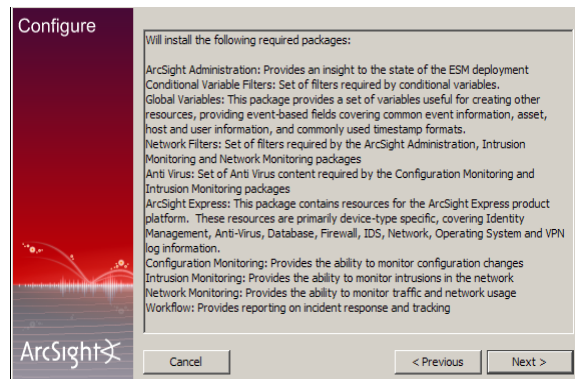 Configure
Will install the following required packages:
ArcSight Administration: Provides an insight to the state of the ESM deployment
Conditional Variable Filters: Set of filters required by conditional variables.
Global Variables: This package provides a set of variables useful for creating other
resources, providing event-based fields covering common event information, asset,
host and user information, and commonly used timestamp formats.
Network Filters: Set of filters required by the ArcSight Administration, Intrusion
Monitoring and Network Monitoring packages
Anti Virus: Set of Anti Virus content required by the Configuration Monitoring and
Intrusion Monitoring packages
ArcSight Express: This package contains resources for the ArcSight Express product
platform.  These resources are primarily device-type specific, covering Identity
Management, Anti-Virus, Database, Firewall, IDS, Network, Operating System and VPN
log information.
Configuration Monitoring: Provides the ability to monitor configuration changes
Intrusion Monitoring: Provides the ability to monitor intrusions in the network
Network Monitoring: Provides the ability to monitor traffic and network usage
Workflow: Provides reporting on incident response and tracking
ArcSight
Cancel
< Previous
Next >